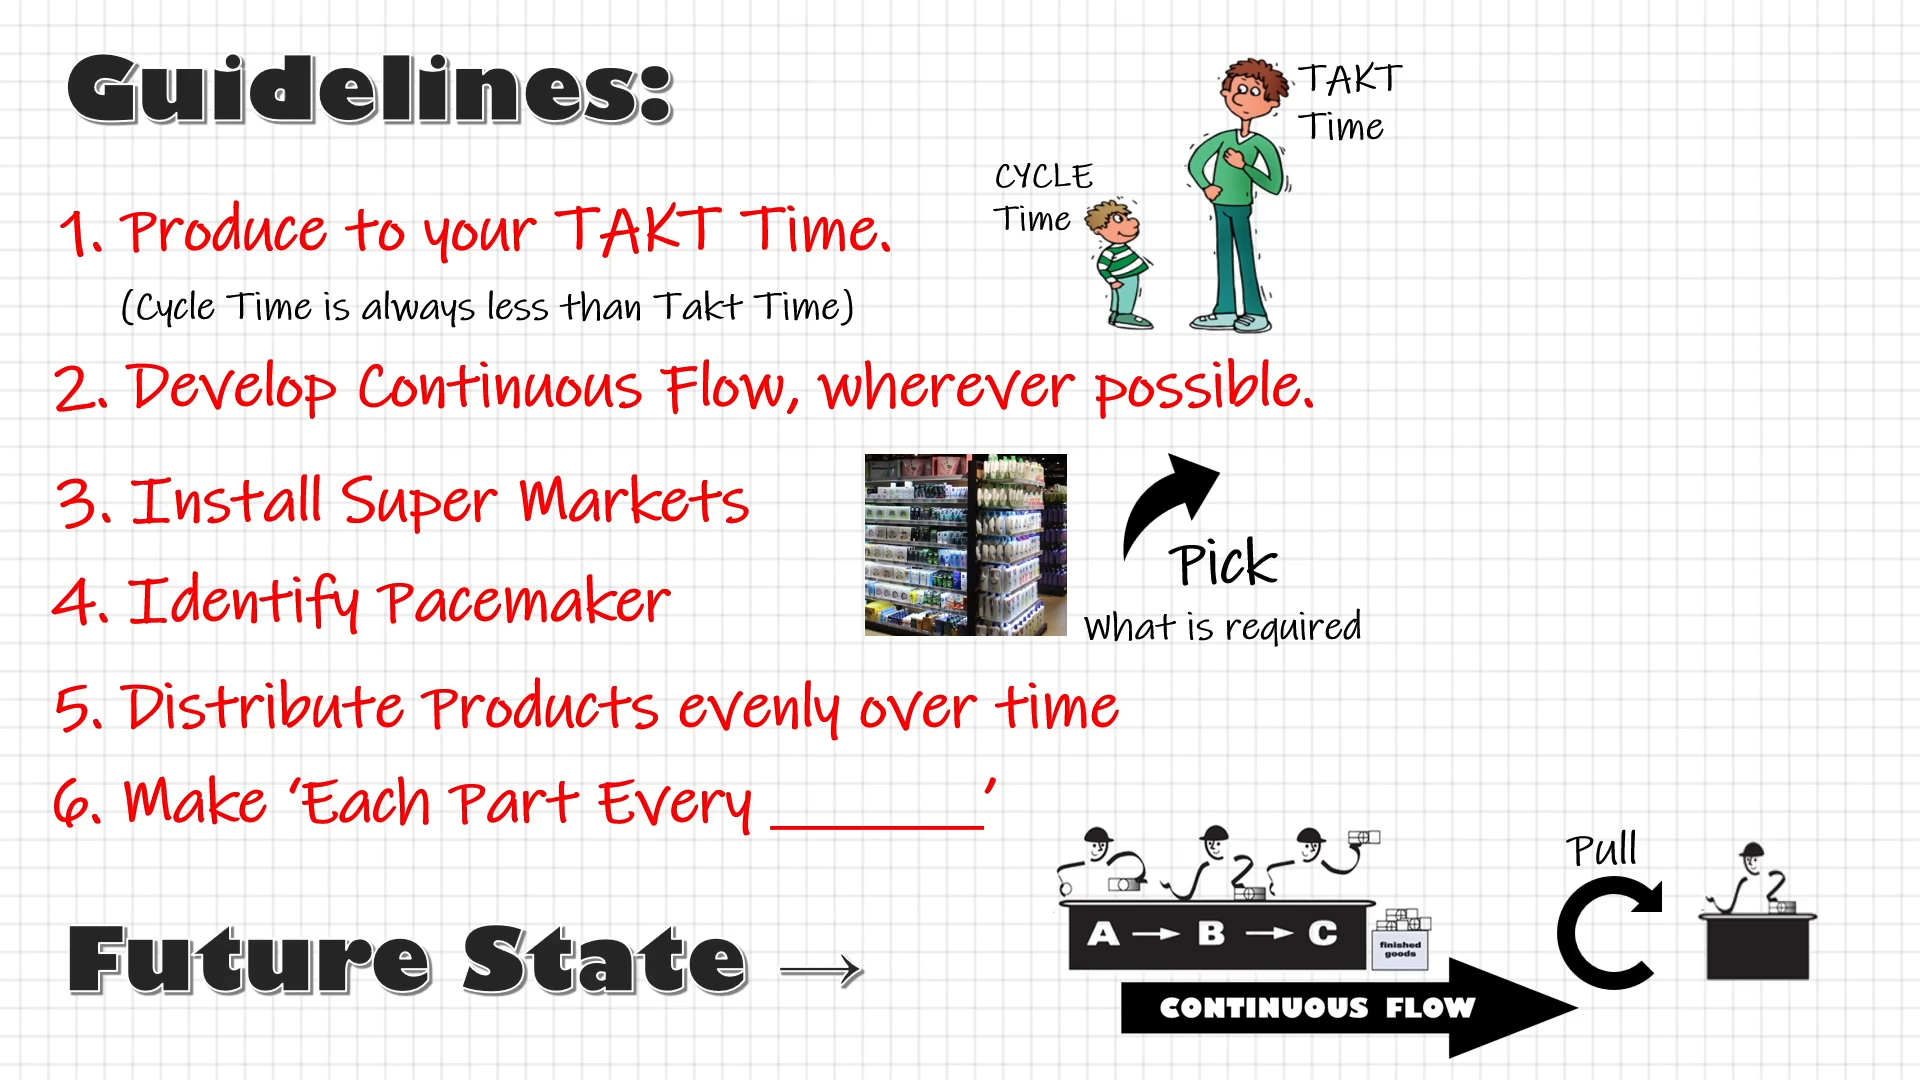 Guidelines:
TAKT
Time
CYCLE
Time
1. Produce to your TAKT Time.
(Cycle Time is always less than Takt Time)
2. Develop Continuous Flow, wherever possible.
3. Install Super Markets
Pick
What is required
4. Identify Pacemaker
5. Distribute Products evenly over time
6. Make ‘Each Part Every ________’
Future State →
A → B → C
finished
goods
CONTINUOUS FLOW
Pull